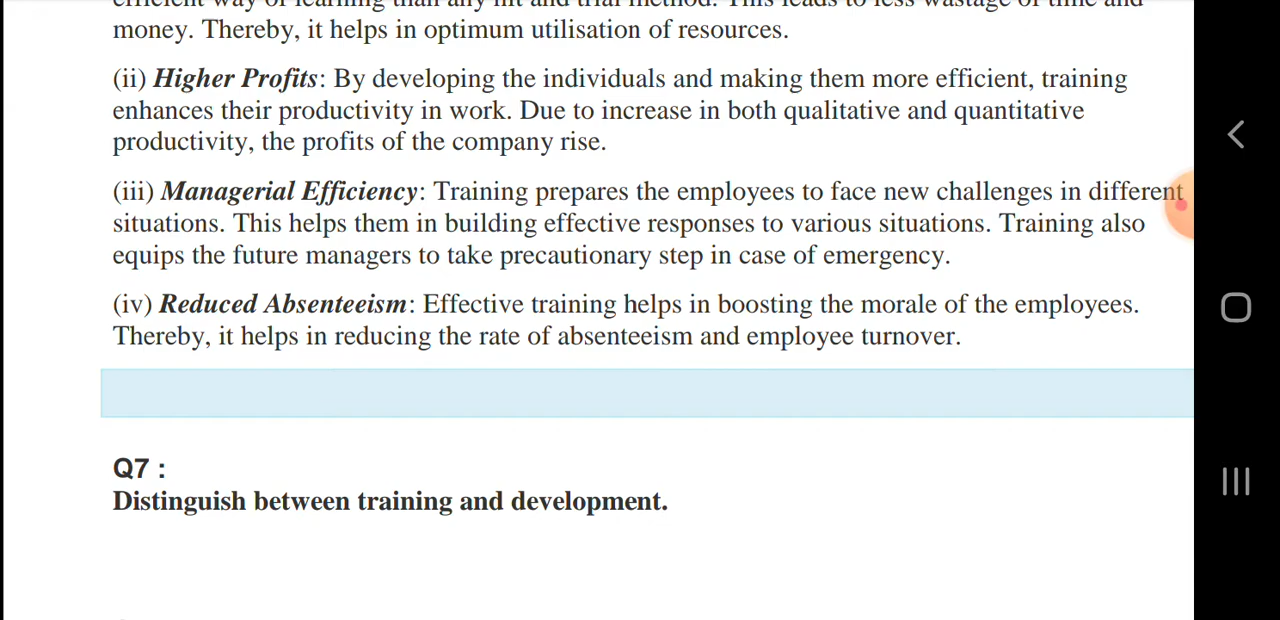 money. Thereby, it helps in optimum utilisation of resources.
(ii) Higher Profits: By developing the individuals and making them more efficient, training
enhances their productivity in work. Due to increase in both qualitative and quantitative
productivity, the profits of the company rise.
(iii) Managerial Efficiency: Training prepares the employees to face new challenges in different
situations. This helps them in building effective responses to various situations. Training also
equips the future managers to take precautionary step in case of emergency.
(iv) Reduced Absenteeism: Effective training helps in boosting the morale of the employees.
Thereby, it helps in reducing the rate of absenteeism and employee turnover.
Q7 :
Distinguish between training and development.